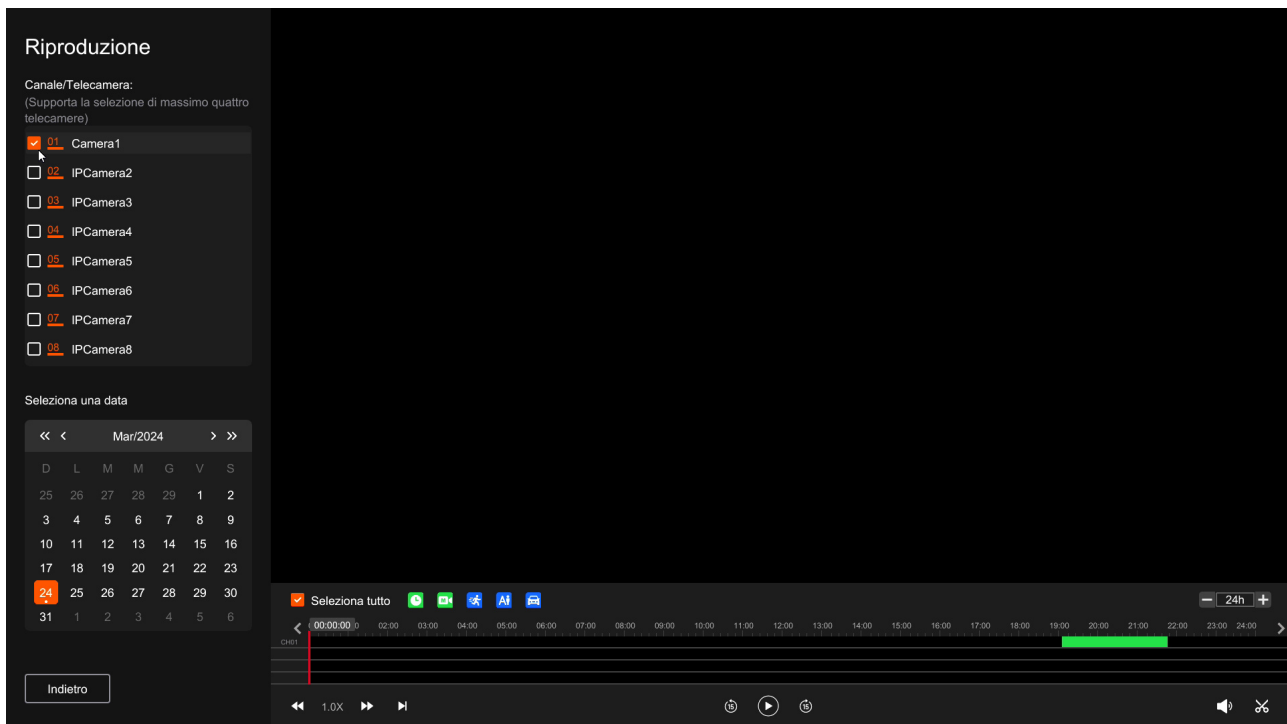 Riproduzione
Canale/Telecamera:
(Supporta la selezione di massimo quattro
telecamere)
01 Camera1
02 IPCamera2
03 IPCamera3
04 IPCamera4
05 IPCamera5
06 IPCamera6
07 IPCamera7
08 IPCamera8
Seleziona una data
Mar/2024
D L M M G V S
25 26 27 28 29 1 2
3 4 5 6 7 8 9
10 11 12 13 14 15 16
17 18 19 20 21 22 23
24 25 26 27 28 29 30
31 1 2 3 4 5 6
Indietro
Seleziona tutto M AI 24h
00:00:00 02:00 03:00 04:00 05:00 06:00 07:00 08:00 09:00 10:00 11:00 12:00 13:00 14:00 15:00 16:00 17:00 18:00 19:00 20:00 21:00 22:00 23:00 24:00
CH01
1.0X 15 15